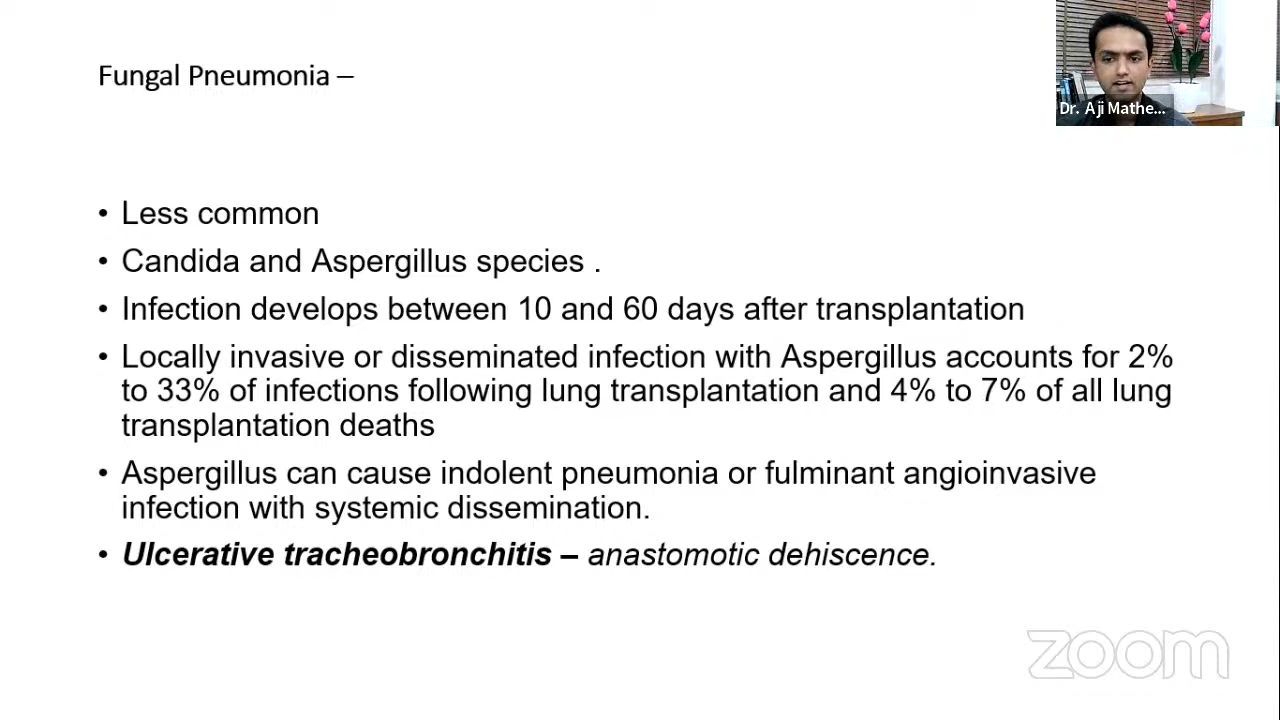 Fungal Pneumonia –
Dr. Aji Mathe...
• Less common
• Candida and Aspergillus species .
• Infection develops between 10 and 60 days after transplantation
• Locally invasive or disseminated infection with Aspergillus accounts for 2%
to 33% of infections following lung transplantation and 4% to 7% of all lung
transplantation deaths
• Aspergillus can cause indolent pneumonia or fulminant angioinvasive
infection with systemic dissemination.
• Ulcerative tracheobronchitis – anastomotic dehiscence.
zoom